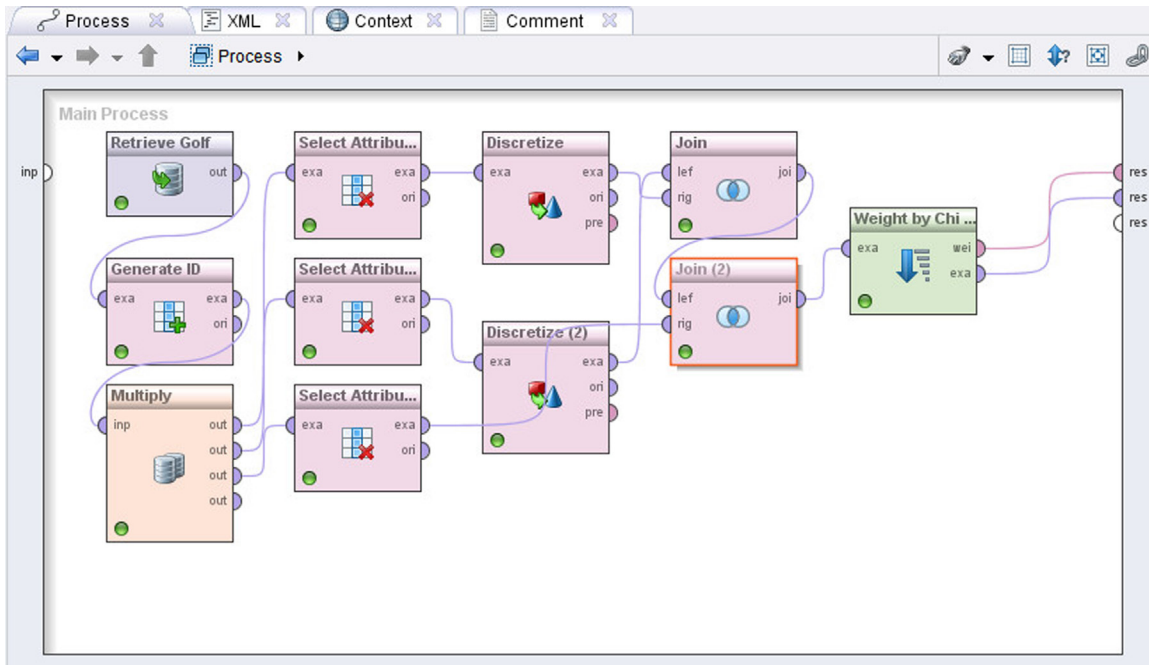 Process
XML
Context
Comment
Process
Main Process
inp
Retrieve Golf
out
Generate ID
exa
exa
ori
Multiply
inp
out
out
out
out
Select Attribu...
exa
exa
ori
Select Attribu...
exa
exa
ori
Select Attribu...
exa
exa
ori
Discretize
exa
exa
ori
pre
Discretize (2)
exa
exa
ori
pre
Join
lef
joi
rig
Join (2)
lef
joi
rig
Weight by Chi ...
exa
wei
exa
res
res
res